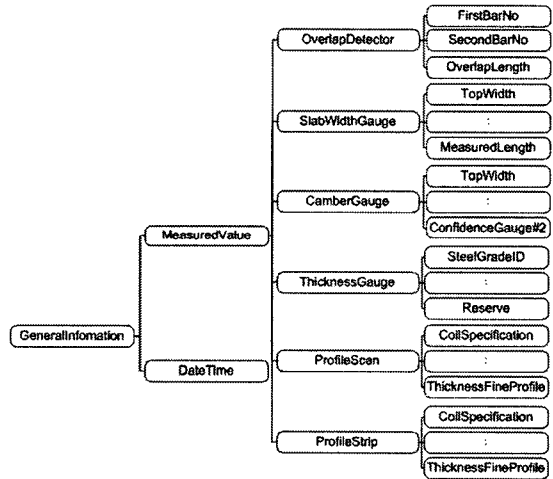 FirstBarNo
OverlapDetector
SecondBarNo
OverlapLength
TopWidth
SlabWidthGauge
:
MeasuredLength
TopWidth
CamberGauge
:
ConfidenceGauge#2
MeasuredValue
SteelGradeID
ThicknessGauge
:
Reserve
GeneralInfomation
CoilSpecification
DateTime
ProfileScan
:
ThicknessFineProfile
CoilSpecification
ProfileStrip
:
ThicknessFineProfile